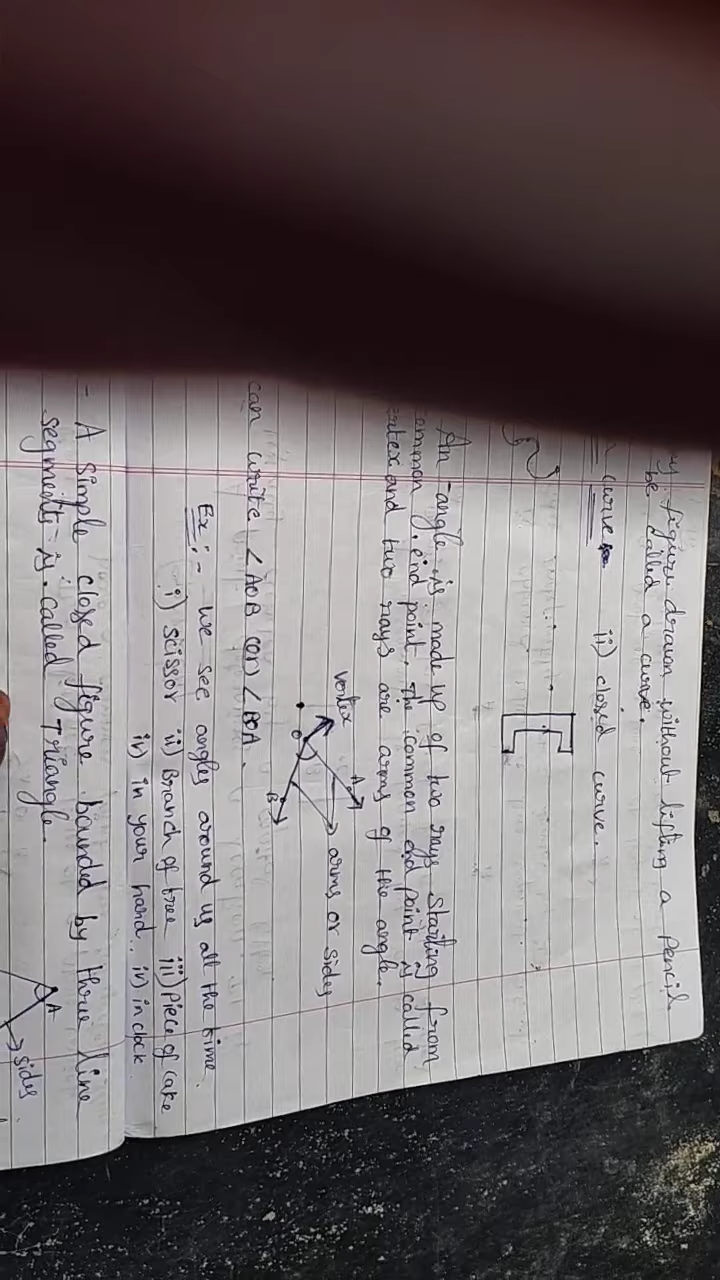 figure drawn without lifting a pencil
be called a curve.
curve ii) closed curve.
An angle is made up of two rays starting from
ommon end point, the common end point is called
rtex and two rays are arms of the angle.
vertex
A
O
B
arms or sides
can write ∠AOB (or) ∠BOA.
Ex:- we see angles around us all the time.
i) scissor ii) Branch of tree iii) piece of cake
iv) in your hand.. iv) in clock
- A Simple closed figure bounded by three line
segments is called Triangle.
A
sides